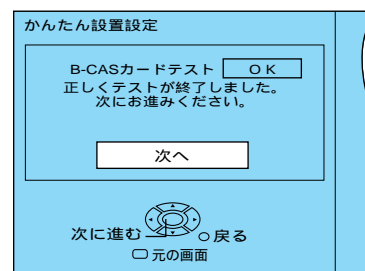 かんたん設置設定
B-CASカードテスト OK
正しくテストが終了しました。
次にお進みください。
次へ
次に進む 戻る
元の画面